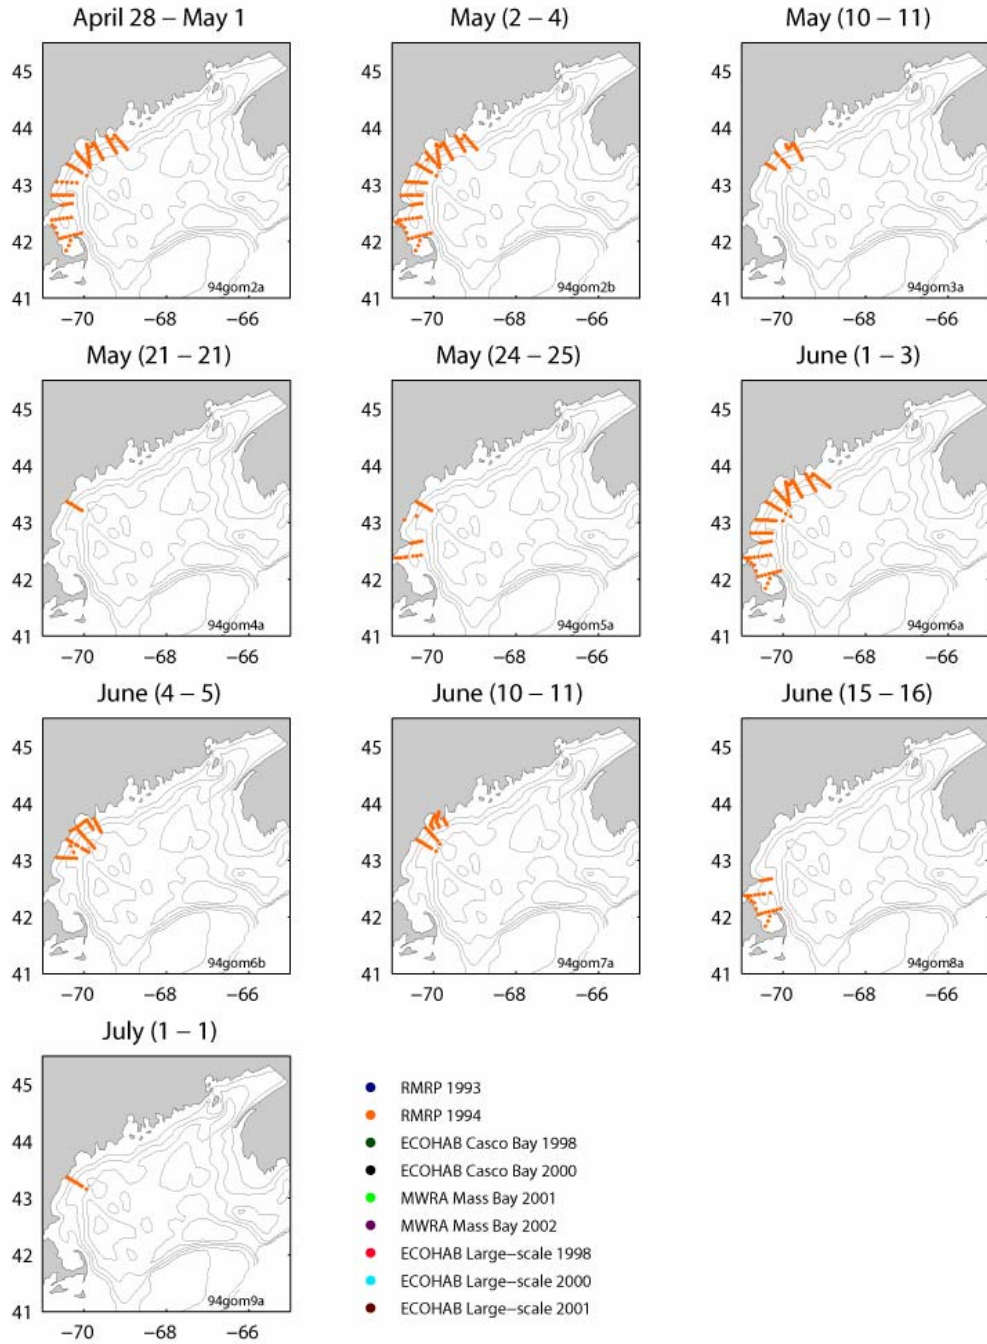 April 28 – May 1
May (2 – 4)
May (10 – 11)
45
44
43
42
41
94gom2a
−70 −68 −66
45
44
43
42
41
94gom2b
−70 −68 −66
45
44
43
42
41
94gom3a
−70 −68 −66
May (21 – 21)
May (24 – 25)
June (1 – 3)
45
44
43
42
41
94gom4a
−70 −68 −66
45
44
43
42
41
94gom5a
−70 −68 −66
45
44
43
42
41
94gom6a
−70 −68 −66
June (4 – 5)
June (10 – 11)
June (15 – 16)
45
44
43
42
41
94gom6b
−70 −68 −66
45
44
43
42
41
94gom7a
−70 −68 −66
45
44
43
42
41
94gom8a
−70 −68 −66
July (1 – 1)
45
44
43
42
41
94gom9a
−70 −68 −66
RMRP 1993
RMRP 1994
ECOHAB Casco Bay 1998
ECOHAB Casco Bay 2000
MWRA Mass Bay 2001
MWRA Mass Bay 2002
ECOHAB Large−scale 1998
ECOHAB Large−scale 2000
ECOHAB Large−scale 2001